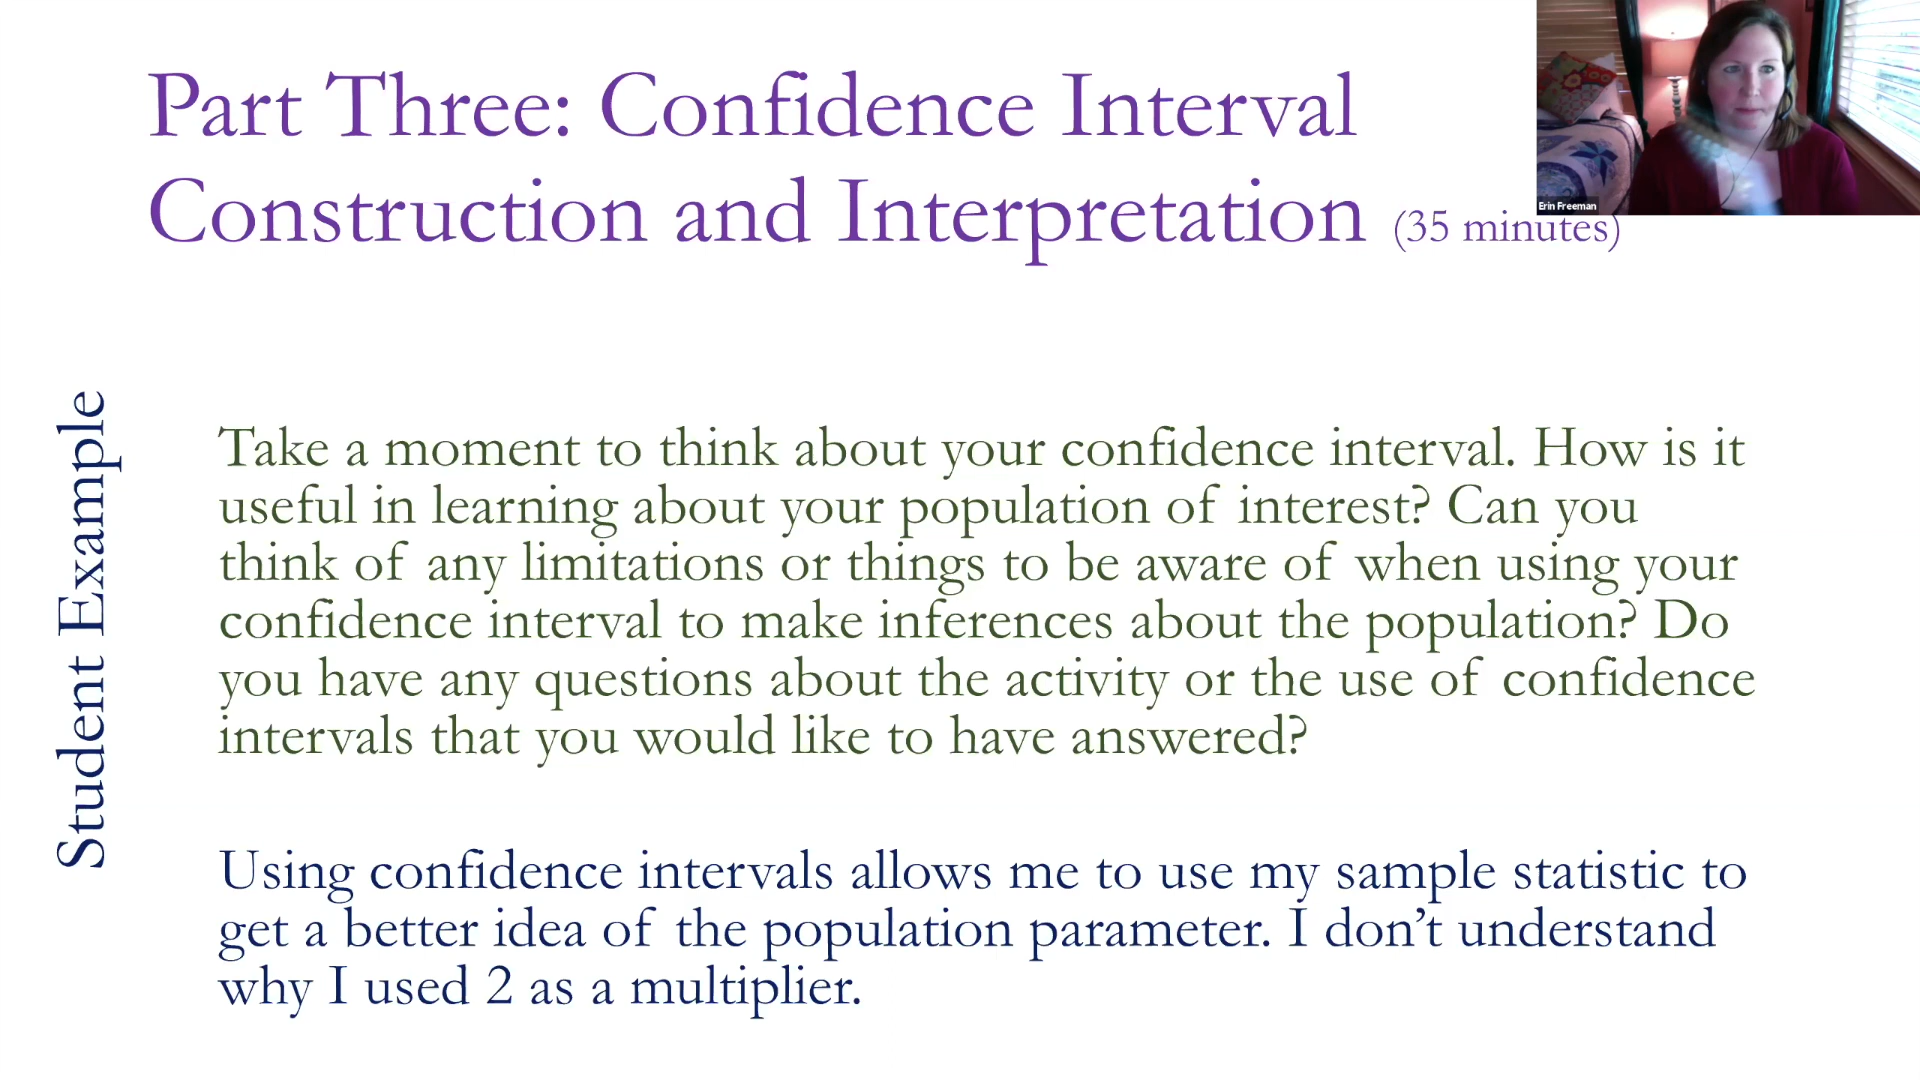 Part Three: Confidence Interval
Construction and Interpretation (35 minutes)
Erin Freeman
Student Example
Take a moment to think about your confidence interval. How is it
useful in learning about your population of interest? Can you
think of any limitations or things to be aware of when using your
confidence interval to make inferences about the population? Do
you have any questions about the activity or the use of confidence
intervals that you would like to have answered?
Using confidence intervals allows me to use my sample statistic to
get a better idea of the population parameter. I don’t understand
why I used 2 as a multiplier.